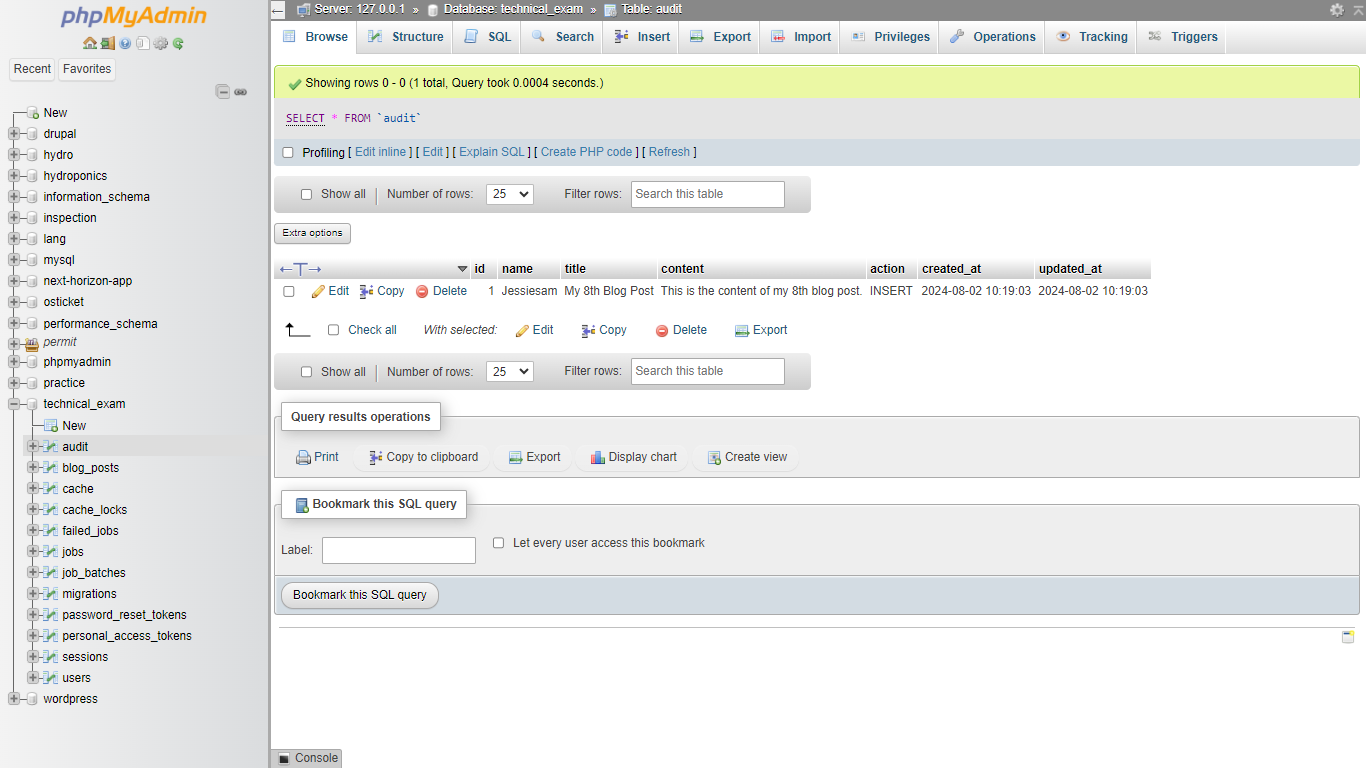 phpMyAdmin
Recent Favorites
New
drupal
hydro
hydroponics
information_schema
inspection
lang
mysql
next-horizon-app
osticket
performance_schema
permit
phpmyadmin
practice
technical_exam
New
audit
blog_posts
cache
cache_locks
failed_jobs
jobs
job_batches
migrations
password_reset_tokens
personal_access_tokens
sessions
users
wordpress
Server: 127.0.0.1 » Database: technical_exam » Table: audit
Browse Structure SQL Search Insert Export Import Privileges Operations Tracking Triggers
Showing rows 0 - 0 (1 total, Query took 0.0004 seconds.)
SELECT * FROM `audit`
Profiling [ Edit inline ] [ Edit ] [ Explain SQL ] [ Create PHP code ] [ Refresh ]
Show all Number of rows: 25 Filter rows: Search this table
Extra options
←T→ id name title content action created_at updated_at
Edit Copy Delete 1 Jessiesam My 8th Blog Post This is the content of my 8th blog post. INSERT 2024-08-02 10:19:03 2024-08-02 10:19:03
Check all With selected: Edit Copy Delete Export
Show all Number of rows: 25 Filter rows: Search this table
Query results operations
Print Copy to clipboard Export Display chart Create view
Bookmark this SQL query
Label: Let every user access this bookmark
Bookmark this SQL query
Console